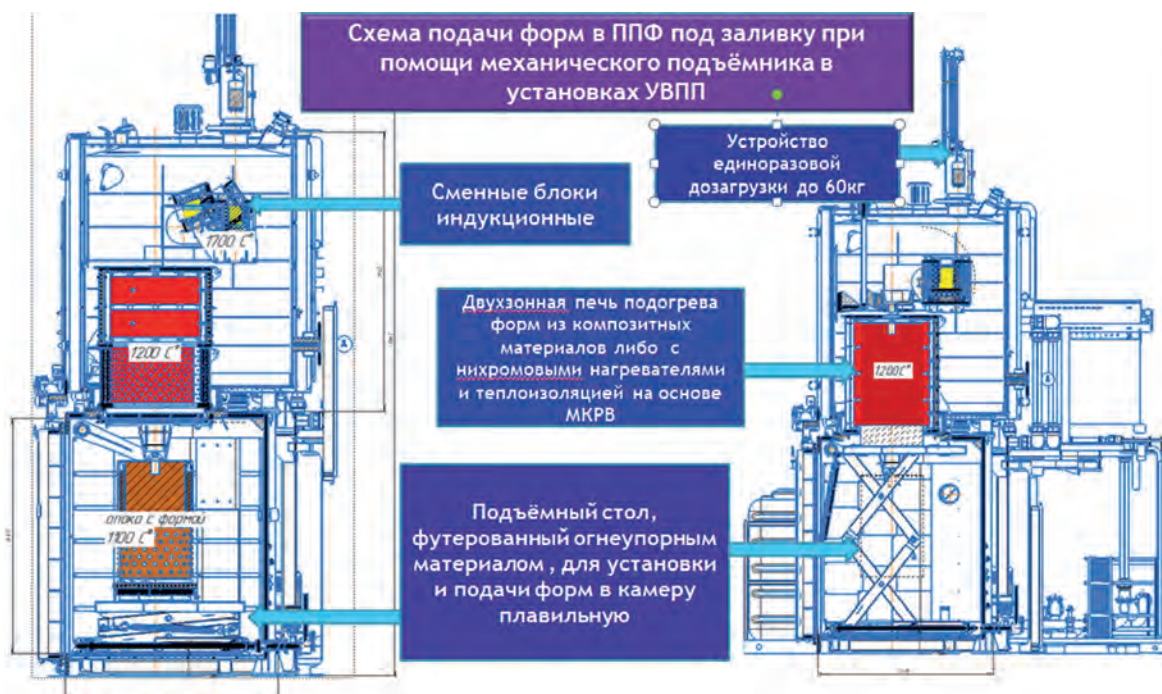 Схема подачи форм в ППФ под заливку при
помощи механического подъёмника в
установках УВПП
Устройство
единоразовой
дозагрузки до 60кг
Сменные блоки
индукционные
1700 С°
Двухзонная печь подогрева
форм из композитных
материалов либо с
нихромовыми нагревателями
и теплоизоляцией на основе
МКРВ
1200 С°
1200С°
Подъёмный стол,
футерованный огнеупорным
материалом , для установки
и подачи форм в камеру
плавильную
опока с формой
1100 С°